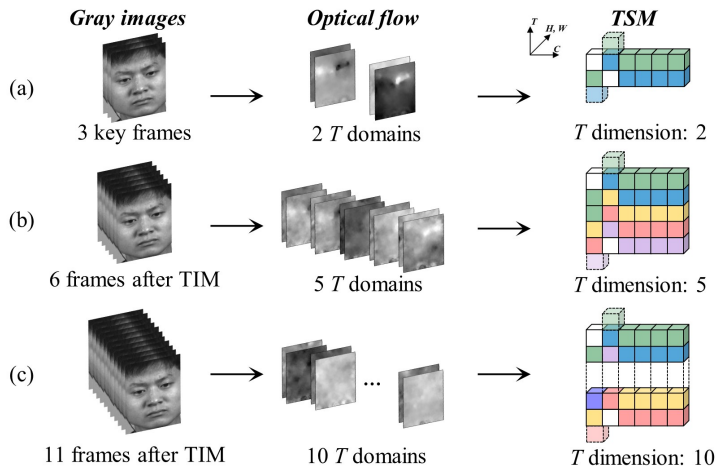 Gray images
Optical flow
TSM
T
H, W
C
(a)
3 key frames
2 T domains
T dimension: 2
(b)
6 frames after TIM
5 T domains
T dimension: 5
(c)
...
11 frames after TIM
10 T domains
T dimension: 10